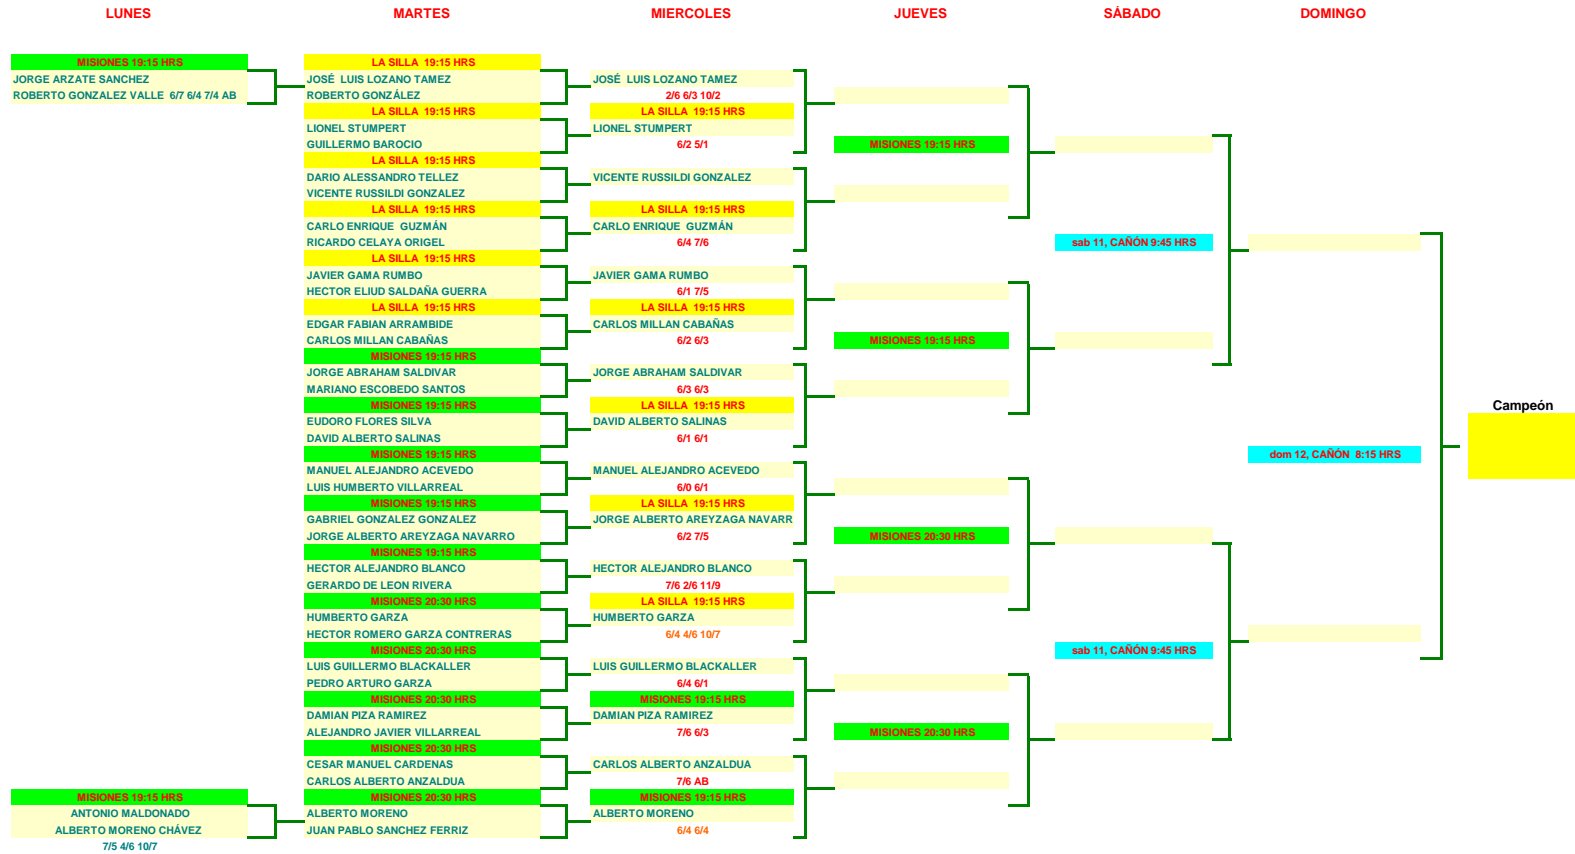 LUNES
MARTES
MIERCOLES
JUEVES
SÁBADO
DOMINGO
MISIONES 19:15 HRS
JORGE ARZATE SANCHEZ
ROBERTO GONZALEZ VALLE  6/7 6/4 7/4 AB
MISIONES 19:15 HRS
ANTONIO MALDONADO
ALBERTO MORENO CHÁVEZ
7/5 4/6 10/7
LA SILLA  19:15 HRS
JOSÉ  LUIS LOZANO TAMEZ
ROBERTO GONZÁLEZ
LA SILLA  19:15 HRS
LIONEL STUMPERT
GUILLERMO BAROCIO
LA SILLA  19:15 HRS
DARIO ALESSANDRO TELLEZ
VICENTE RUSSILDI GONZALEZ
LA SILLA  19:15 HRS
CARLO ENRIQUE  GUZMÁN
RICARDO CELAYA ORIGEL
LA SILLA  19:15 HRS
JAVIER GAMA RUMBO
HECTOR ELIUD SALDAÑA GUERRA
LA SILLA  19:15 HRS
EDGAR FABIAN ARRAMBIDE
CARLOS MILLAN CABAÑAS
MISIONES 19:15 HRS
JORGE ABRAHAM SALDIVAR
MARIANO ESCOBEDO SANTOS
MISIONES 19:15 HRS
EUDORO FLORES SILVA
DAVID ALBERTO SALINAS
MISIONES 19:15 HRS
MANUEL ALEJANDRO ACEVEDO
LUIS HUMBERTO VILLARREAL
MISIONES 19:15 HRS
GABRIEL GONZALEZ GONZALEZ
JORGE ALBERTO AREYZAGA NAVARRO
MISIONES 19:15 HRS
HECTOR ALEJANDRO BLANCO
GERARDO DE LEON RIVERA
MISIONES 20:30 HRS
HUMBERTO GARZA
HECTOR ROMERO GARZA CONTRERAS
MISIONES 20:30 HRS
LUIS GUILLERMO BLACKALLER
PEDRO ARTURO GARZA
MISIONES 20:30 HRS
DAMIAN PIZA RAMIREZ
ALEJANDRO JAVIER VILLARREAL
MISIONES 20:30 HRS
CESAR MANUEL CARDENAS
CARLOS ALBERTO ANZALDUA
MISIONES 20:30 HRS
ALBERTO MORENO
JUAN PABLO SANCHEZ FERRIZ
JOSÉ  LUIS LOZANO TAMEZ
2/6 6/3 10/2
LA SILLA  19:15 HRS
LIONEL STUMPERT
6/2 5/1
VICENTE RUSSILDI GONZALEZ
LA SILLA  19:15 HRS
CARLO ENRIQUE  GUZMÁN
6/4 7/6
JAVIER GAMA RUMBO
6/1 7/5
LA SILLA  19:15 HRS
CARLOS MILLAN CABAÑAS
6/2 6/3
JORGE ABRAHAM SALDIVAR
6/3 6/3
LA SILLA  19:15 HRS
DAVID ALBERTO SALINAS
6/1 6/1
MANUEL ALEJANDRO ACEVEDO
6/0 6/1
LA SILLA  19:15 HRS
JORGE ALBERTO AREYZAGA NAVARR
6/2 7/5
HECTOR ALEJANDRO BLANCO
7/6 2/6 11/9
LA SILLA  19:15 HRS
HUMBERTO GARZA
6/4 4/6 10/7
LUIS GUILLERMO BLACKALLER
6/4 6/1
MISIONES 19:15 HRS
DAMIAN PIZA RAMIREZ
7/6 6/3
CARLOS ALBERTO ANZALDUA
7/6 AB
MISIONES 19:15 HRS
ALBERTO MORENO
6/4 6/4
MISIONES 19:15 HRS
MISIONES 19:15 HRS
MISIONES 20:30 HRS
MISIONES 20:30 HRS
sab 11, CAÑÓN 9:45 HRS
sab 11, CAÑÓN 9:45 HRS
dom 12, CAÑÓN  8:15 HRS
Campeón